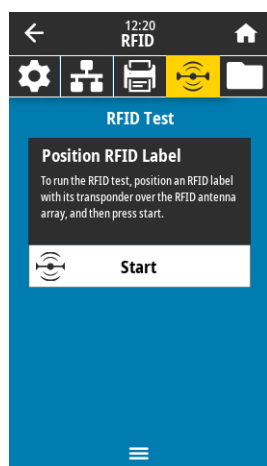 12:20
RFID
RFID Test
Position RFID Label
To run the RFID test, position an RFID label
with its transponder over the RFID antenna
array, and then press start.
Start